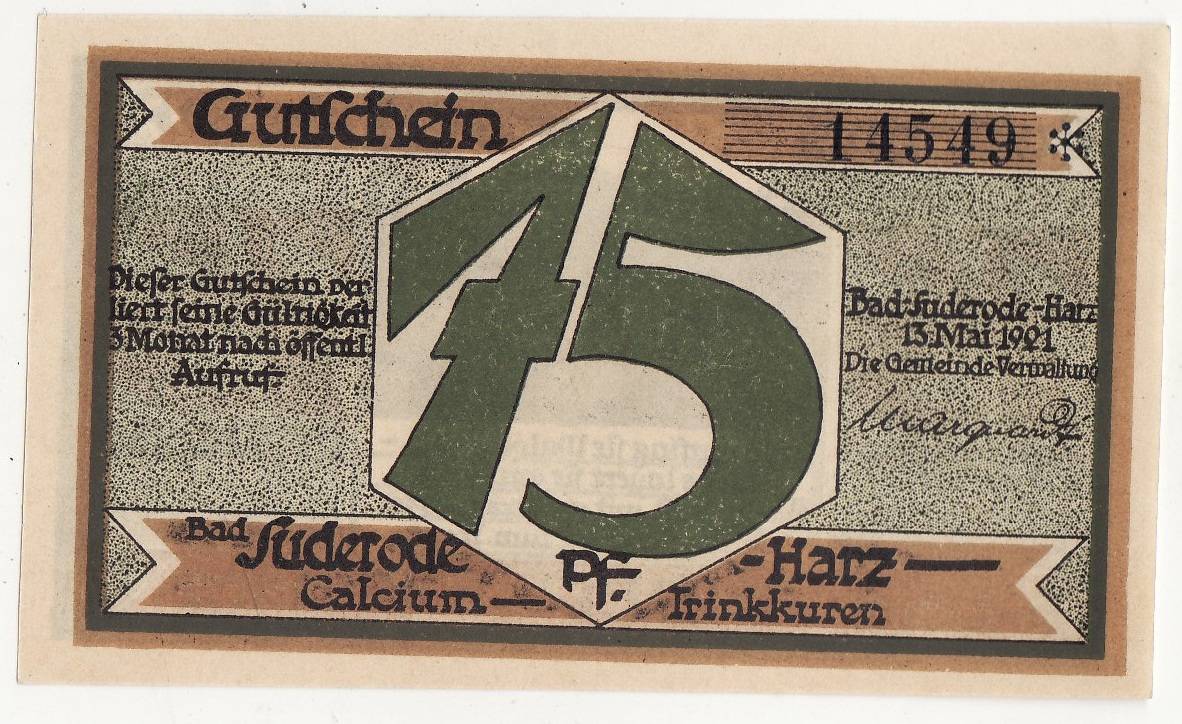 Gutschein
14549
75
Dieser Gutschein ver
liert seine Gültigkeit
3 Monat nach öffentl
Aufruf
Bad-Suderode-Harz
13 Mai 1921
Die Gemeinde Verwaltung
Bad Suderode -Harz
PF.
Calcium- Trinkkuren